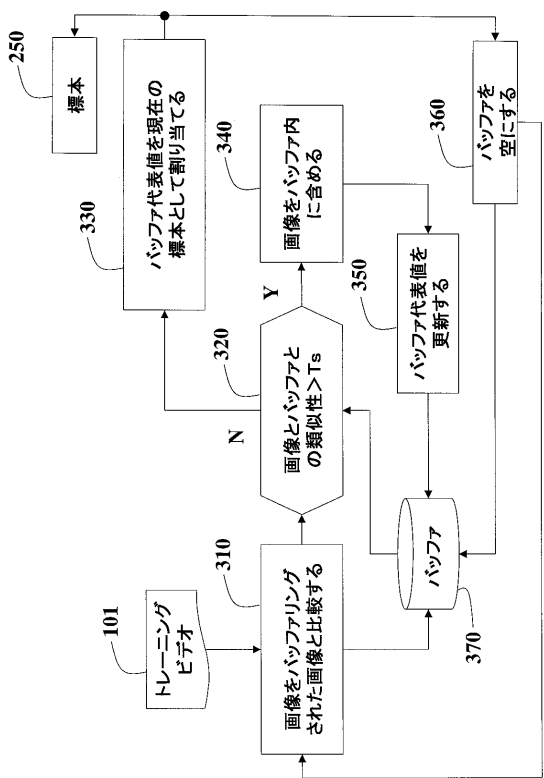 101
トレーニング
ビデオ
310
画像をバッファリング
された画像と比較する
320
画像とバッファと
の類似性>Ts
N
Y
330
バッファ代表値を現在の
標本として割り当てる
250
標本
340
画像をバッファ内
に含める
350
バッファ代表値を
更新する
360
バッファを
空にする
バッファ
370